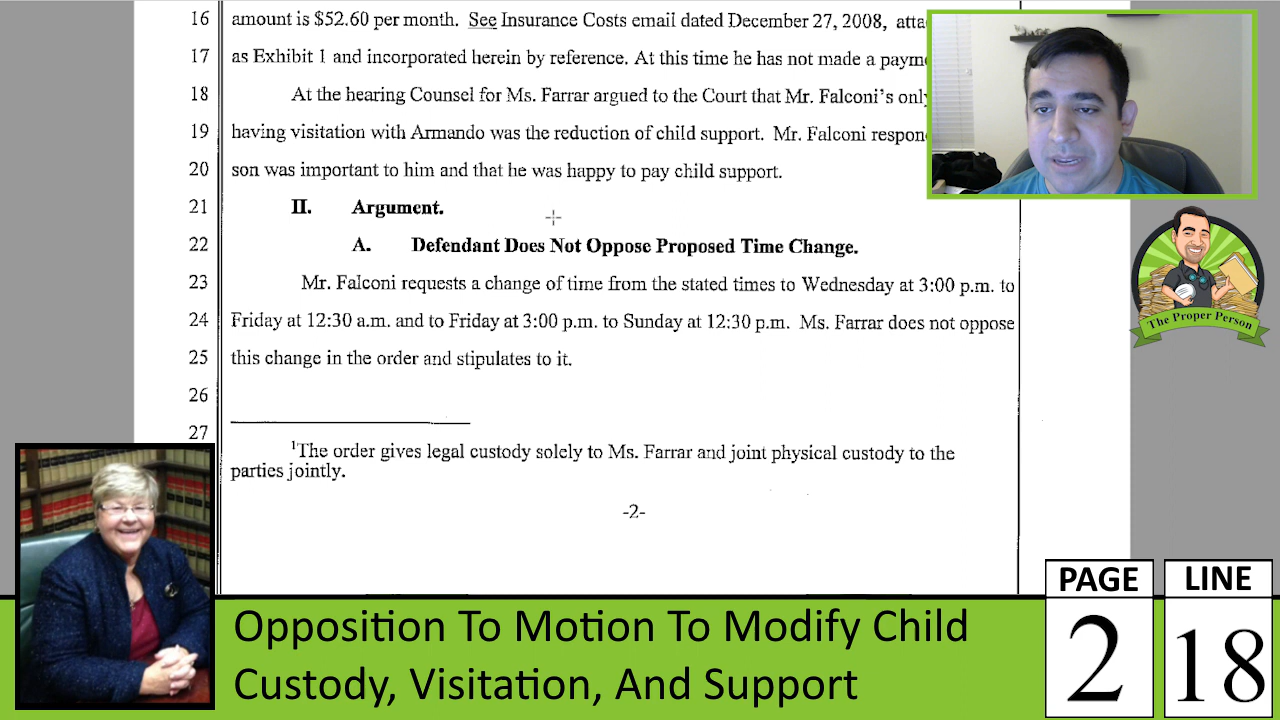 16 amount is $52.60 per month. See Insurance Costs email dated December 27, 2008,
17 as Exhibit 1 and incorporated herein by reference. At this time he has not made a
18 At the hearing Counsel for Ms. Farrar argued to the Court that Mr. Falconi's
19 having visitation with Armando was the reduction of child support. Mr. Falconi
20 son was important to him and that he was happy to pay child support.
21 II. Argument.
22 A. Defendant Does Not Oppose Proposed Time Change.
23 Mr. Falconi requests a change of time from the stated times to Wednesday at 3:00 p.m. to
24 Friday at 12:30 a.m. and to Friday at 3:00 p.m. to Sunday at 12:30 p.m. Ms. Farrar does not oppose
25 this change in the order and stipulates to it.
26
27
1The order gives legal custody solely to Ms. Farrar and joint physical custody to the
parties jointly.
-2-
The Proper Person
Opposition To Motion To Modify Child
Custody, Visitation, And Support
PAGE
2
LINE
18